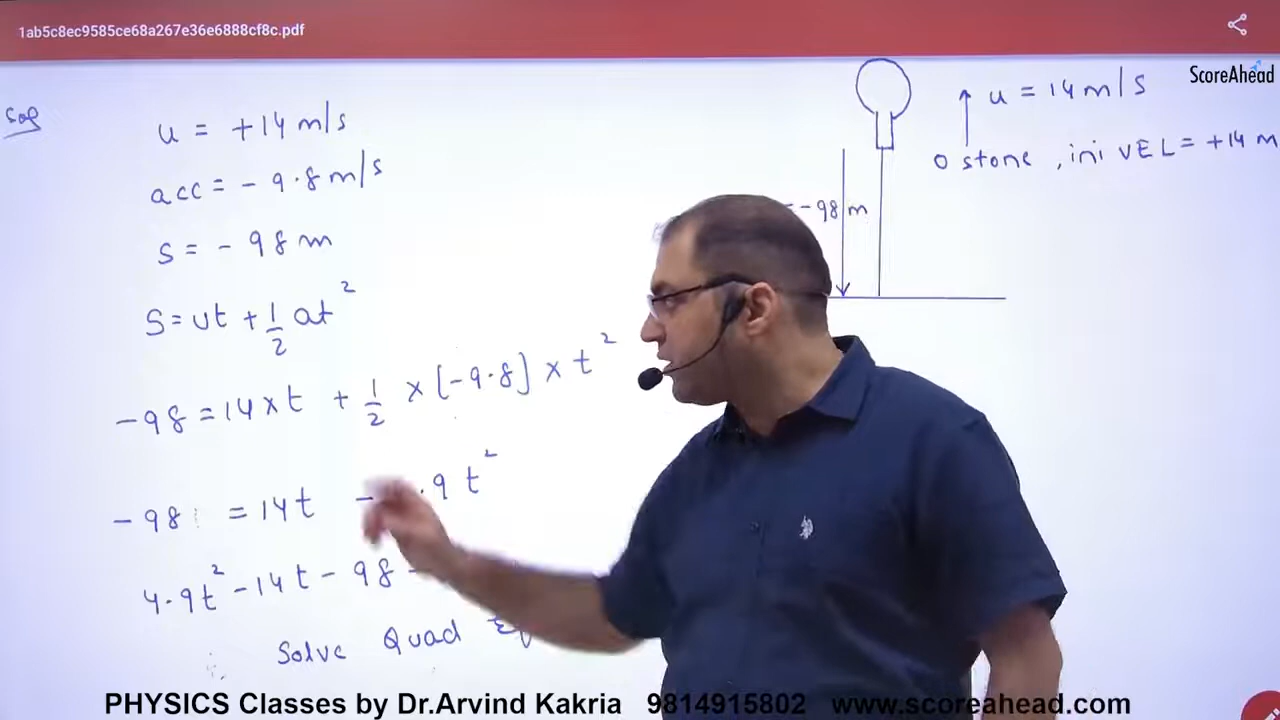 1ab5c8ec9585ce68a267e36e6888cf8c.pdf
ScoreAhead
Sol
u = +14 m/s
acc = - 9.8 m/s
s = - 98 m
S = ut + 1/2 at²
-98 = 14 x t + 1/2 x [-9.8] x t²
-98 = 14t - .9 t²
4.9t² - 14t - 98
Solve Quad
u = 14 m/s
o stone , ini VEL = +14 m
-98 m
PHYSICS Classes by Dr.Arvind Kakria 9814915802 www.scoreahead.com